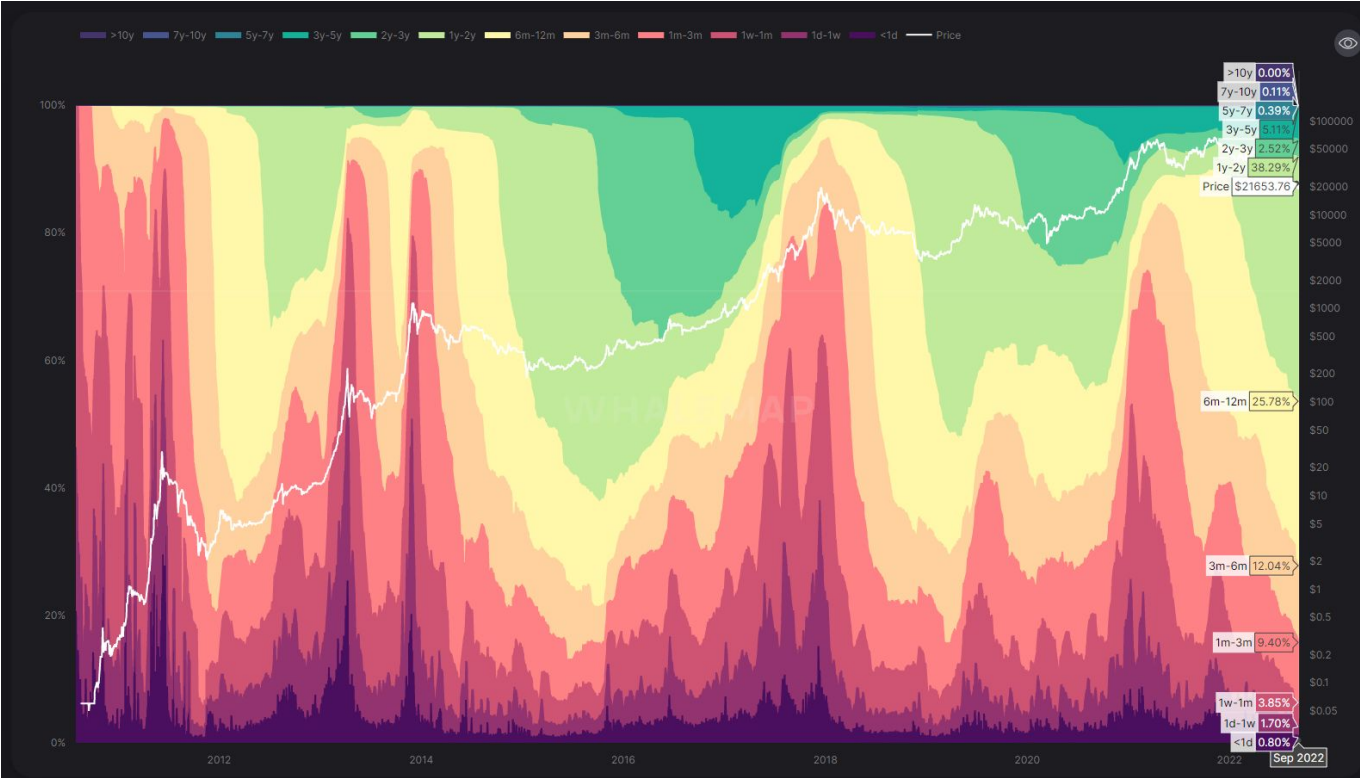 >10y 7y-10y 5y-7y 3y-5y 2y-3y 1y-2y 6m-12m 3m-6m 1m-3m 1w-1m 1d-1w <1d Price
>10y 0.00%
7y-10y 0.11%
5y-7y 0.39%
3y-5y 5.11%
2y-3y 2.52%
1y-2y 38.29%
Price $21653.76
6m-12m 25.78%
3m-6m 12.04%
1m-3m 9.40%
1w-1m 3.85%
1d-1w 1.70%
<1d 0.80%
100%
80%
60%
40%
20%
0%
$100000
$50000
$20000
$10000
$5000
$2000
$1000
$500
$200
$100
$50
$20
$10
$5
$2
$1
$0.5
$0.2
$0.1
$0.05
WHALEMAP
2012 2014 2016 2018 2020 2022
Sep 2022